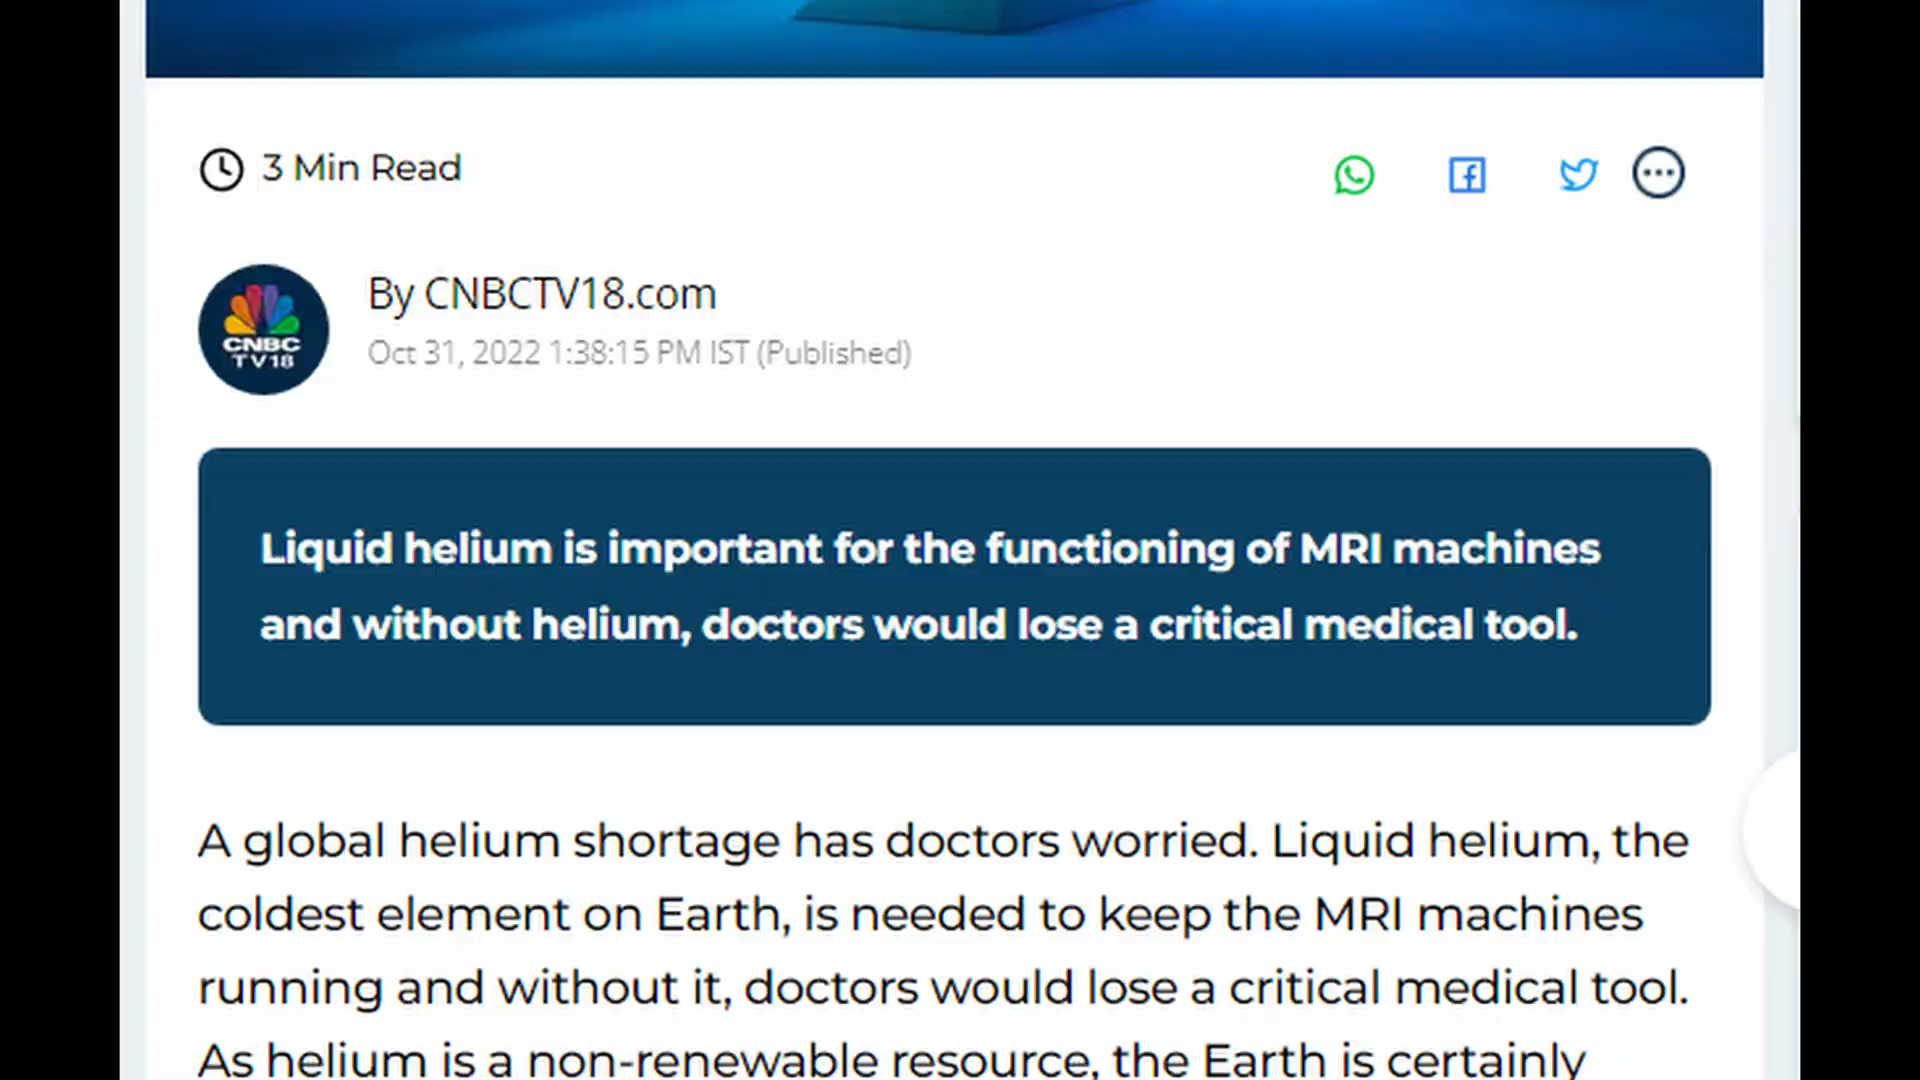 3 Min Read
By CNBCTV18.com
CNBC
TV18
Oct 31, 2022 1:38:15 PM IST (Published)
Liquid helium is important for the functioning of MRI machines
and without helium, doctors would lose a critical medical tool.
A global helium shortage has doctors worried. Liquid helium, the
coldest element on Earth, is needed to keep the MRI machines
running and without it, doctors would lose a critical medical tool.
As helium is a non-renewable resource, the Earth is certainly